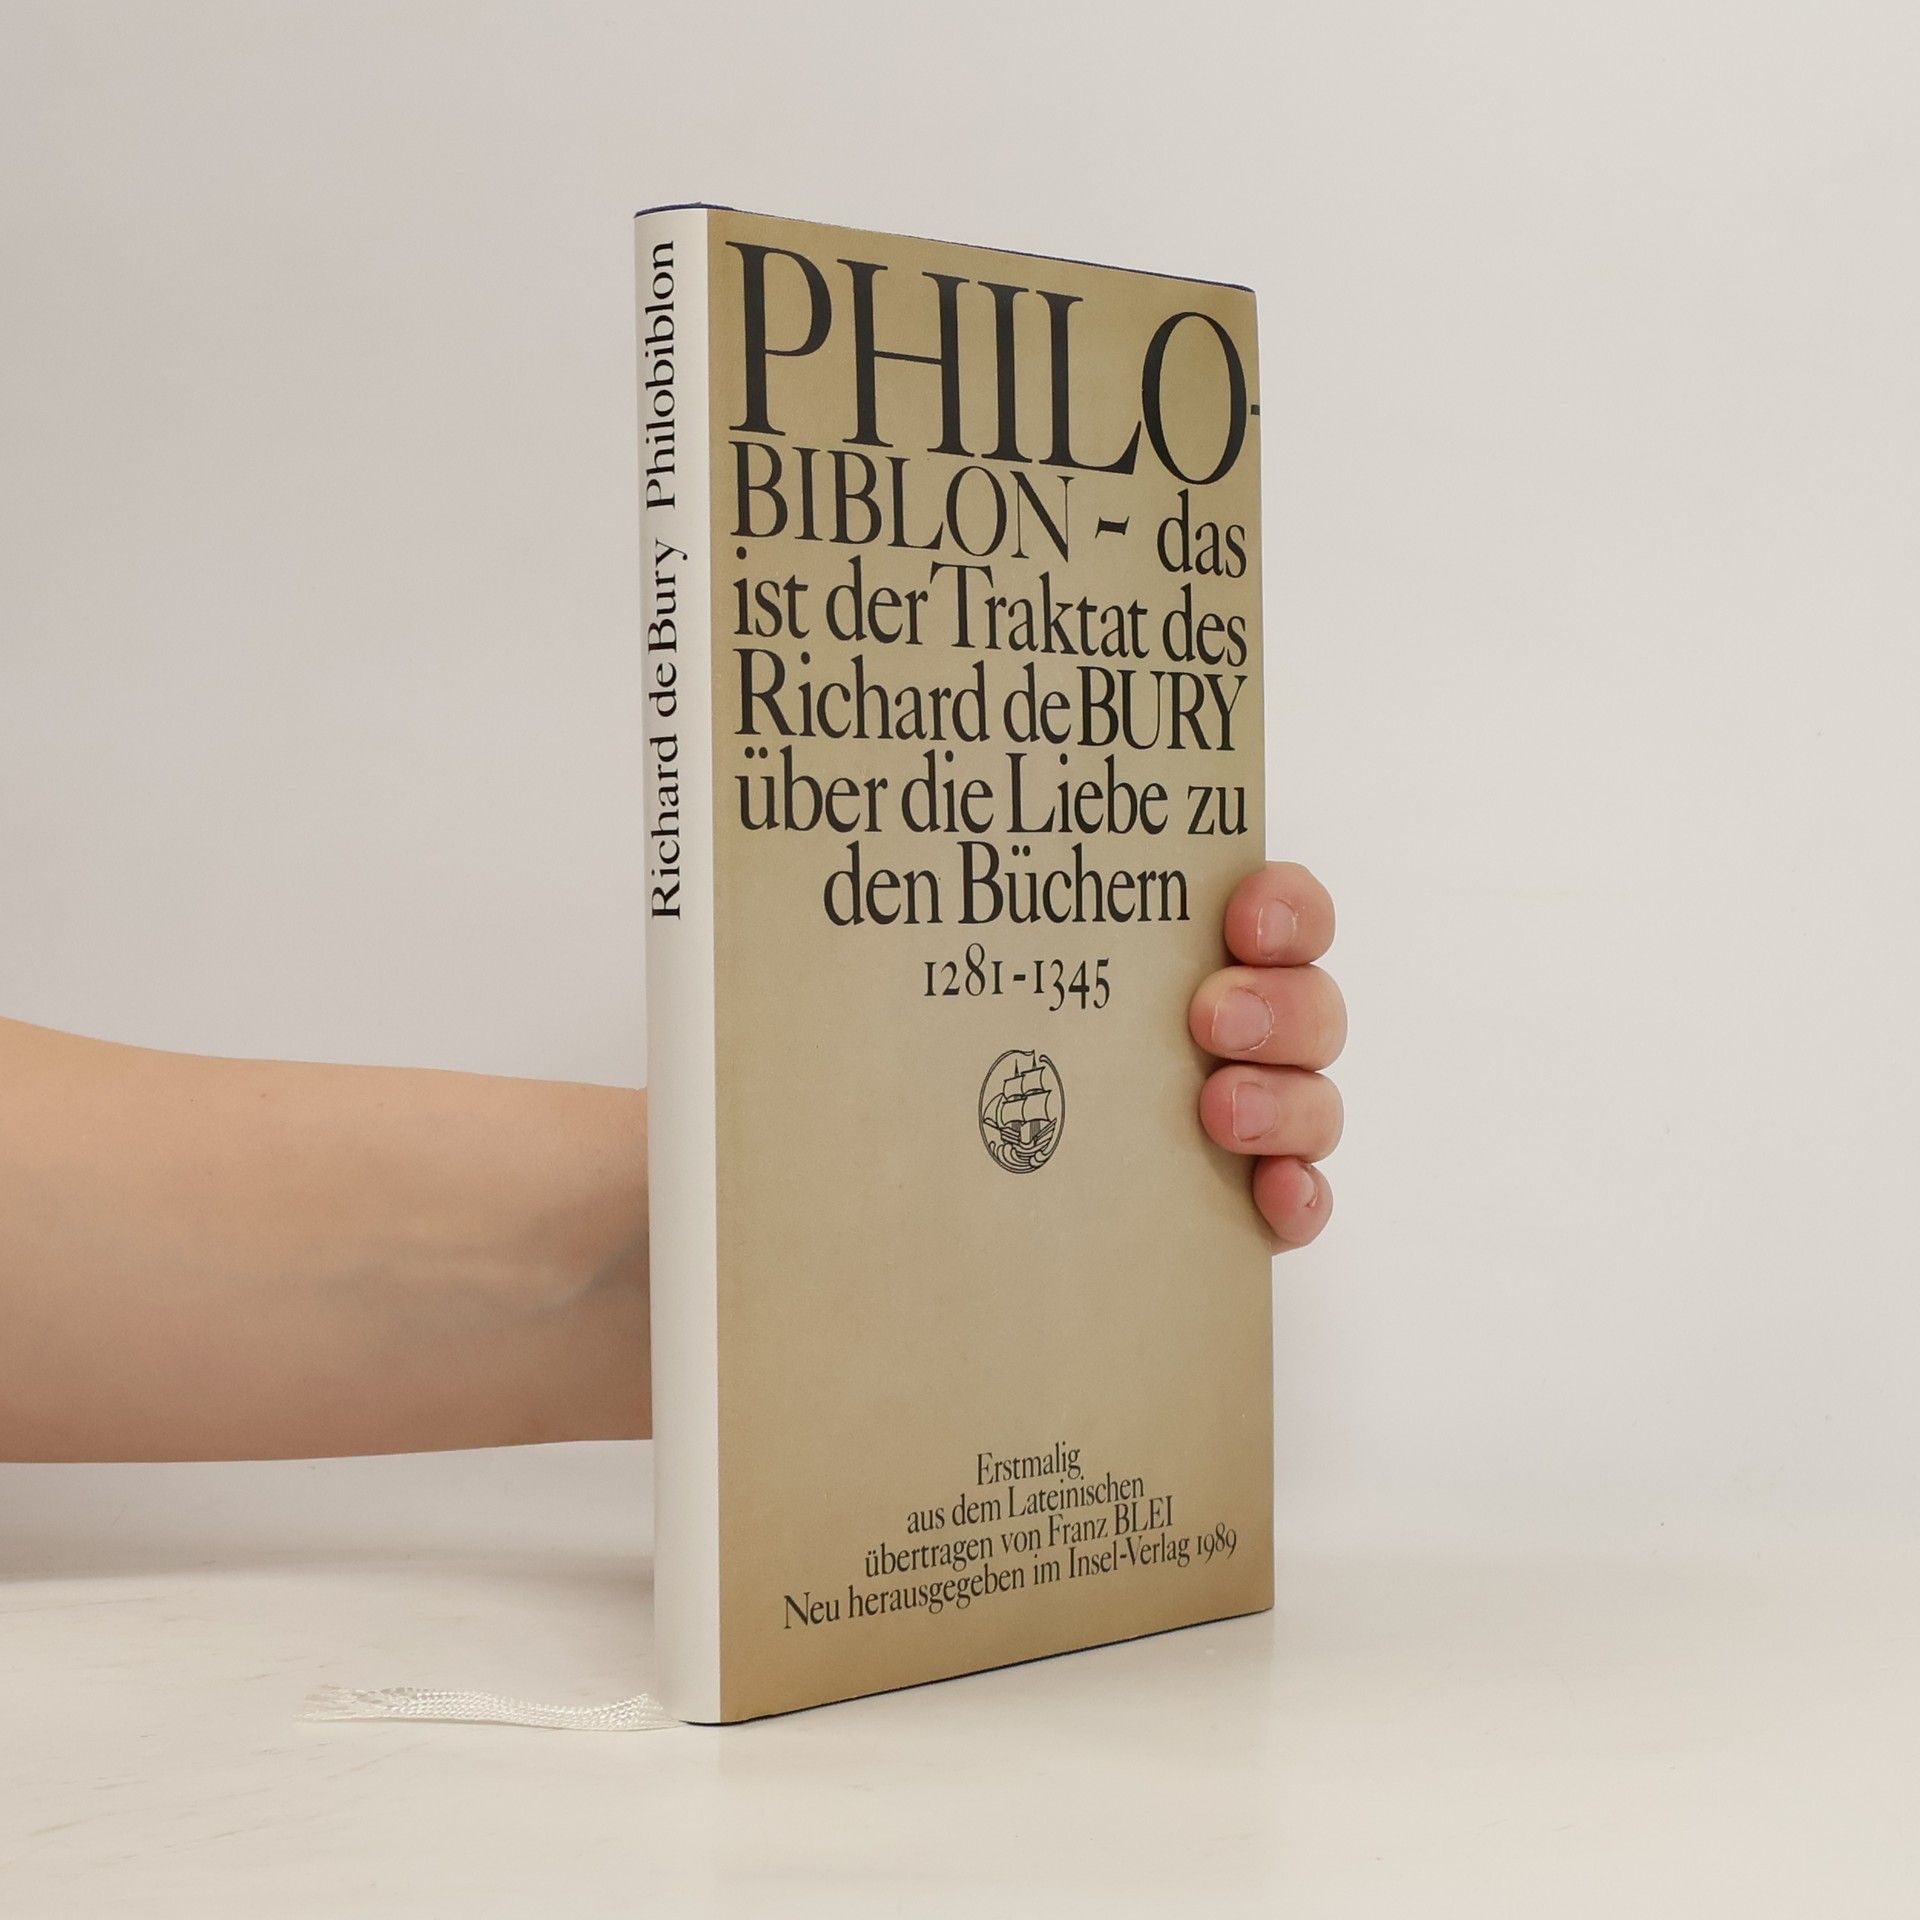 Richard de Bury Philobiblon
PHILO-
BIBLON - das
ist der Traktat des
Richard de BURY
über die Liebe zu
den Büchern
1281-1345
Erstmalig
aus dem Lateinischen
übertragen von Franz BLEI
Neu herausgegeben im Insel-Verlag 1989